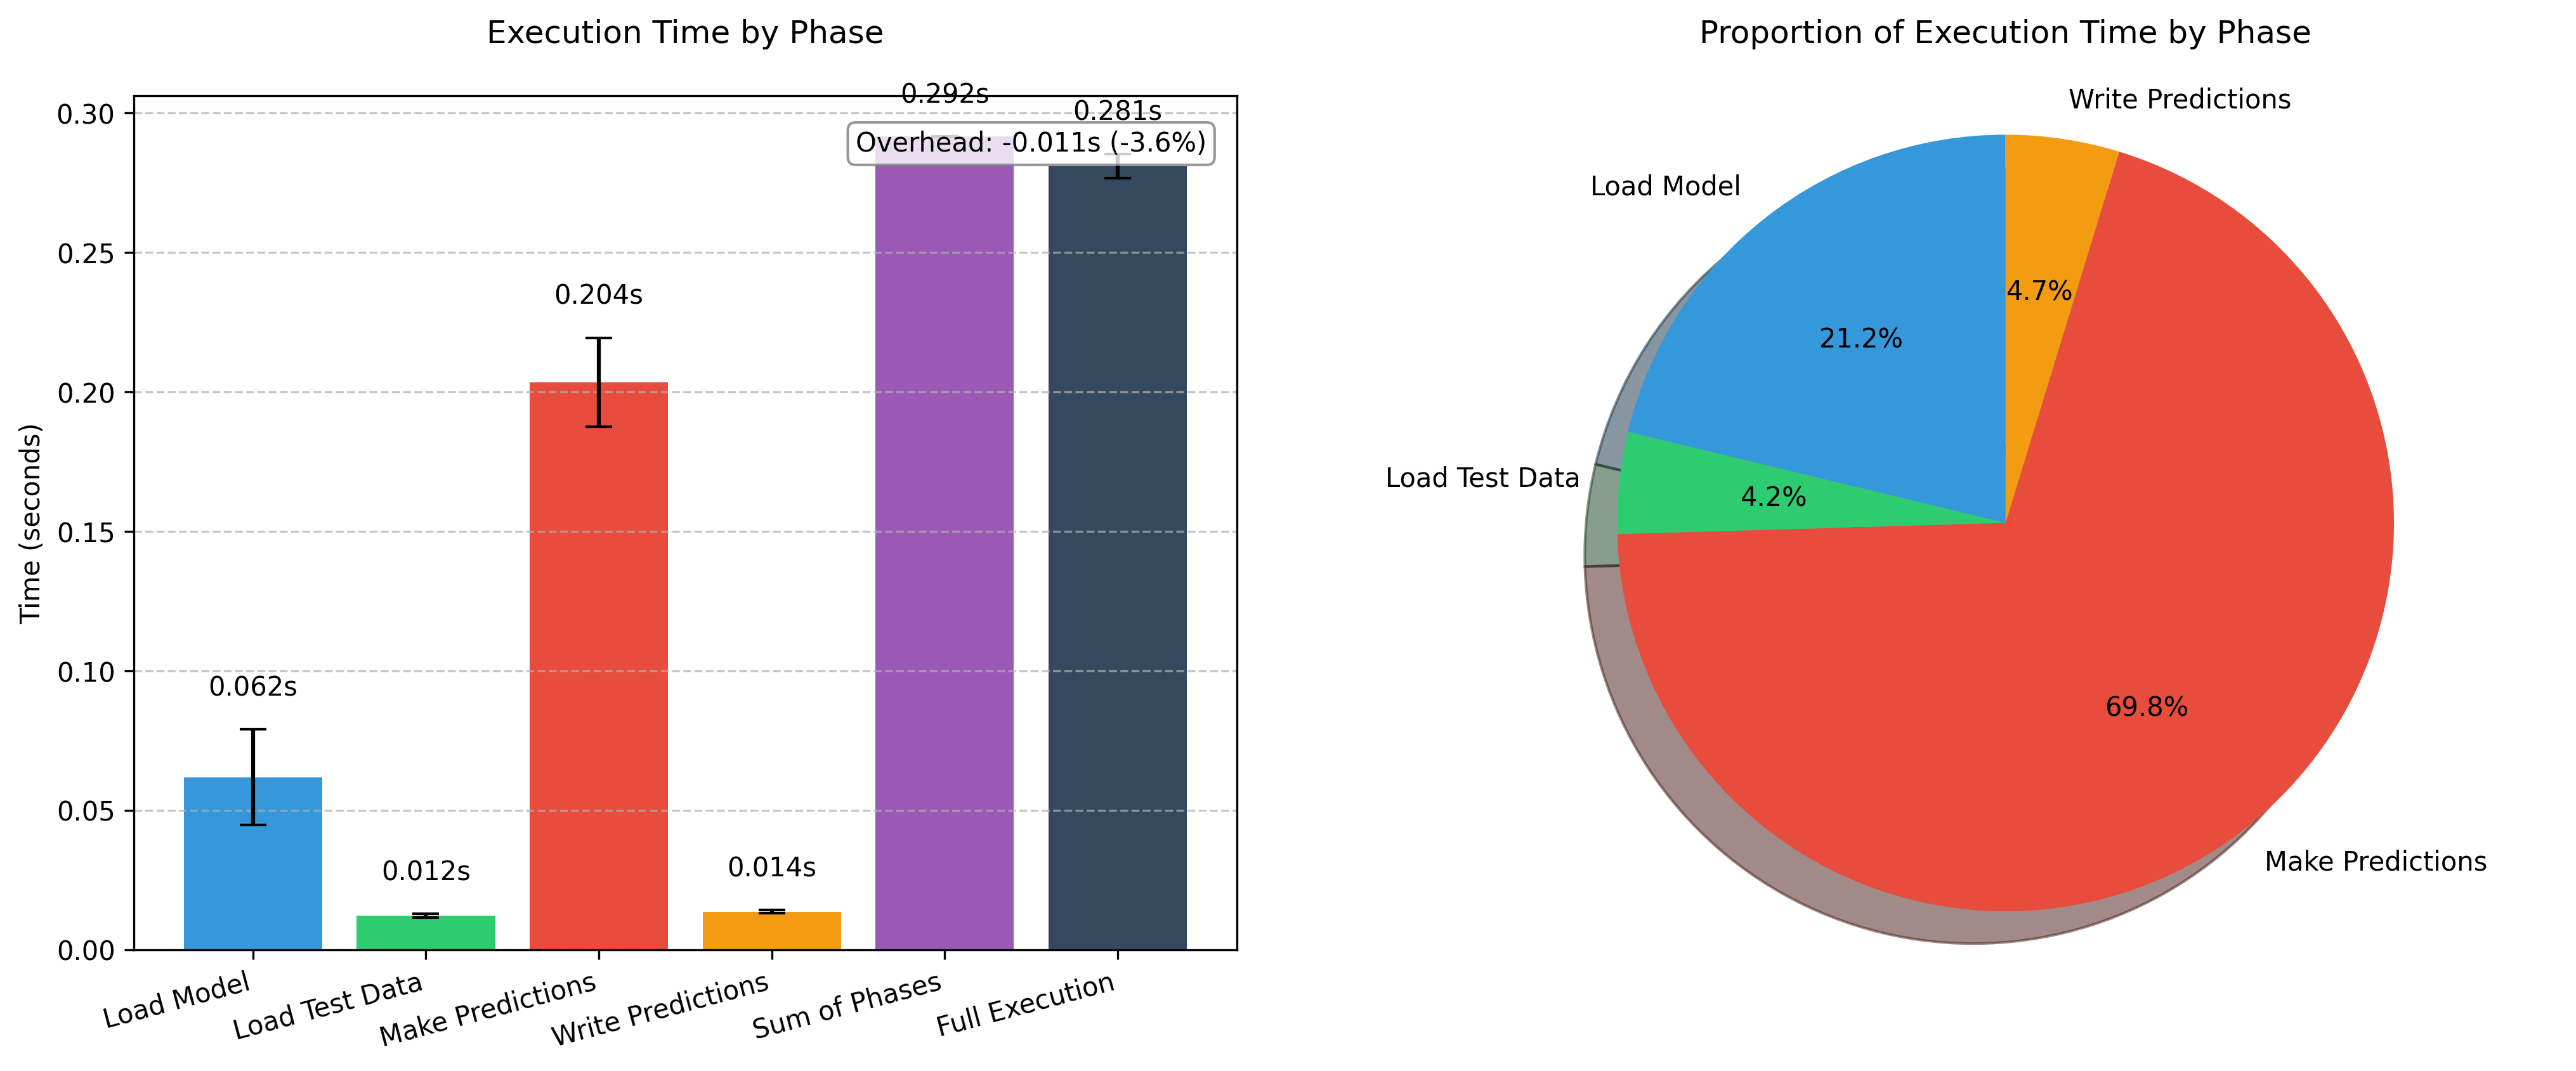 Execution Time by Phase
Time (seconds)
0.30
0.25
0.20
0.15
0.10
0.05
0.00
0.062s
0.012s
0.204s
0.014s
0.292s
0.281s
Overhead: -0.011s (-3.6%)
Load Model
Load Test Data
Make Predictions
Write Predictions
Sum of Phases
Full Execution
Proportion of Execution Time by Phase
Write Predictions
Load Model
Load Test Data
Make Predictions
4.7%
21.2%
4.2%
69.8%